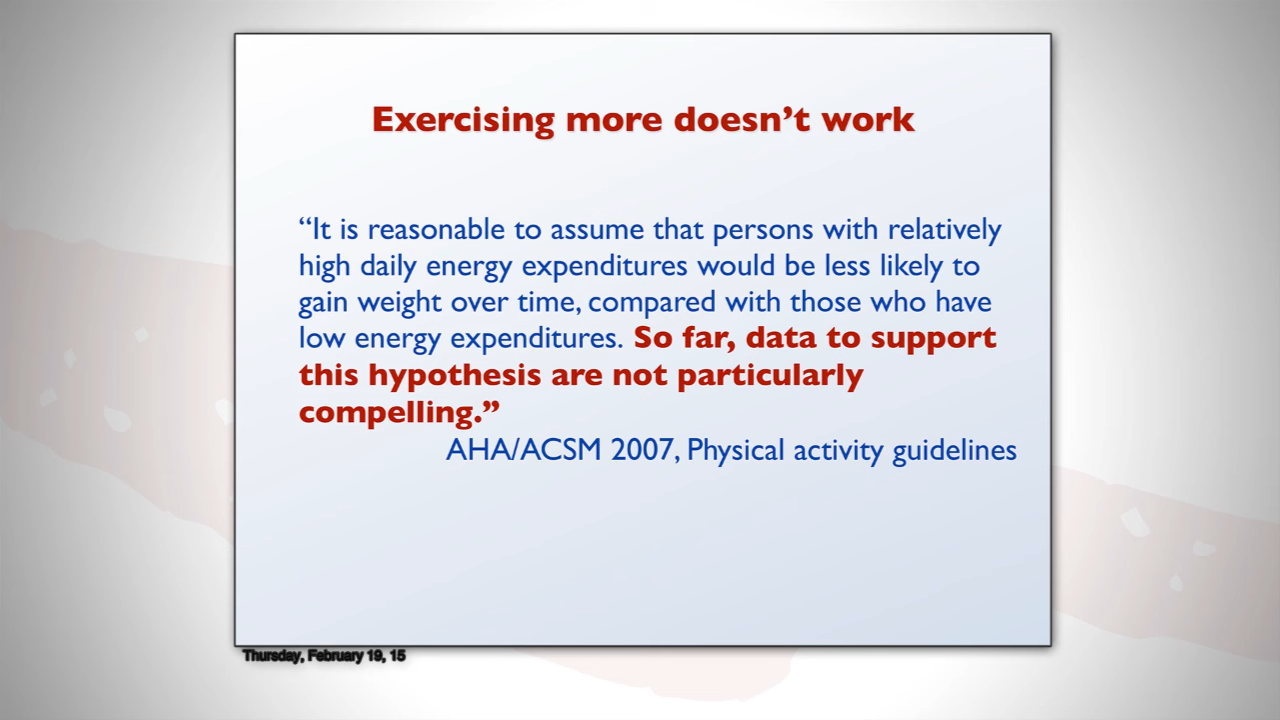 Exercising more doesn’t work
“It is reasonable to assume that persons with relatively
high daily energy expenditures would be less likely to
gain weight over time, compared with those who have
low energy expenditures. So far, data to support
this hypothesis are not particularly
compelling.”
AHA/ACSM 2007, Physical activity guidelines
Thursday, February 19, 15